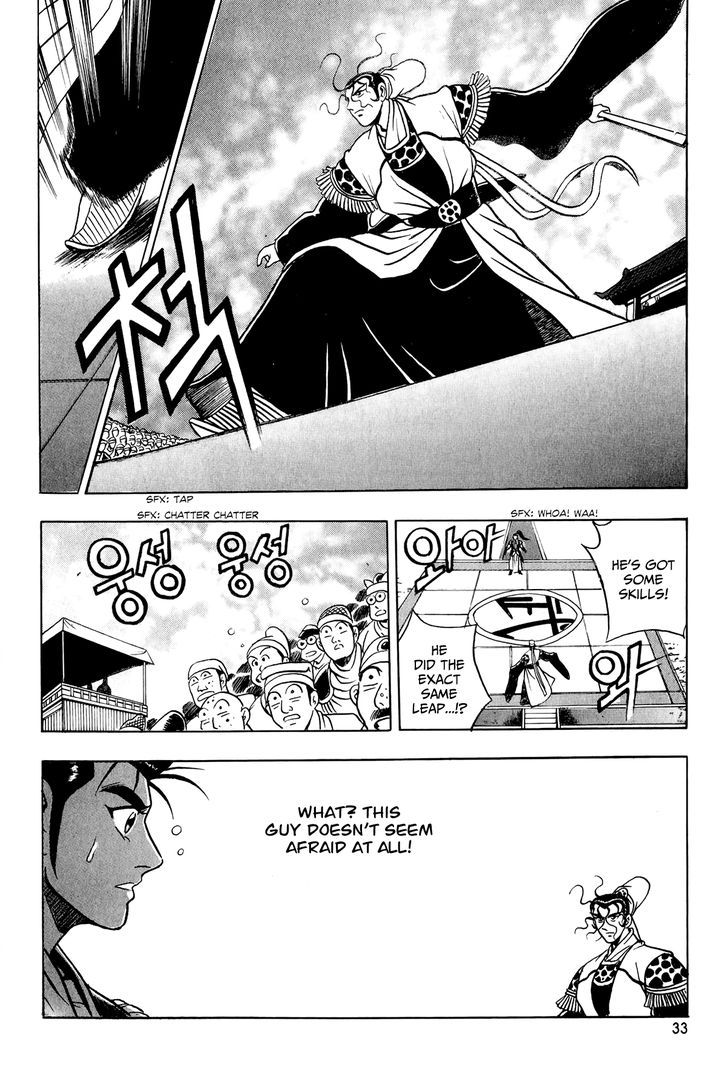 척
SFX: TAP
SFX: CHATTER CHATTER
웅성
웅성
SFX: WHOA! WAA!
와아
HE'S GOT
SOME
SKILLS!
HE
DID THE
EXACT
SAME
LEAP...!?
와
WHAT? THIS
GUY DOESN'T SEEM
AFRAID AT ALL!
33